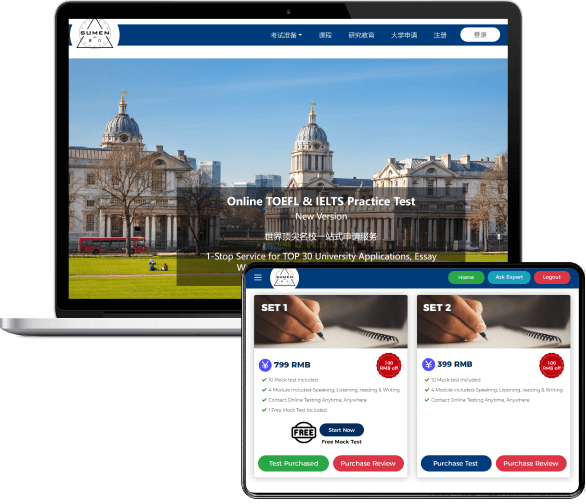 SUMEN
考试准备
课程
研究教育
大学申请
注册
登录
Online TOEFL & IELTS Practice Test
New Version
世界顶尖名校一站式申请服务
1-Stop Service for TOP 30 University Applications, Essay
Home
Ask Expert
Logout
SET 1
799 RMB
100
RMB off
10 Mock test included
4 Module included-Speaking, Listening, reading & Writing
Contact Online Testing Anytime, Anywhere
1 Free Mock Test Included
FREE
Start Now
Free Mock Test
Test Purchased
Purchase Review
SET 2
399 RMB
100
RMB off
10 Mock test included
4 Module included-Speaking, Listening, reading & Writing
Contact Online Testing Anytime, Anywhere
Purchase Test
Purchase Review